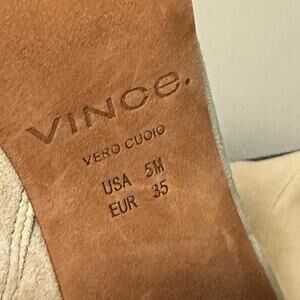 VINCE.
VERO CUOIO
USA 5M
EUR 35